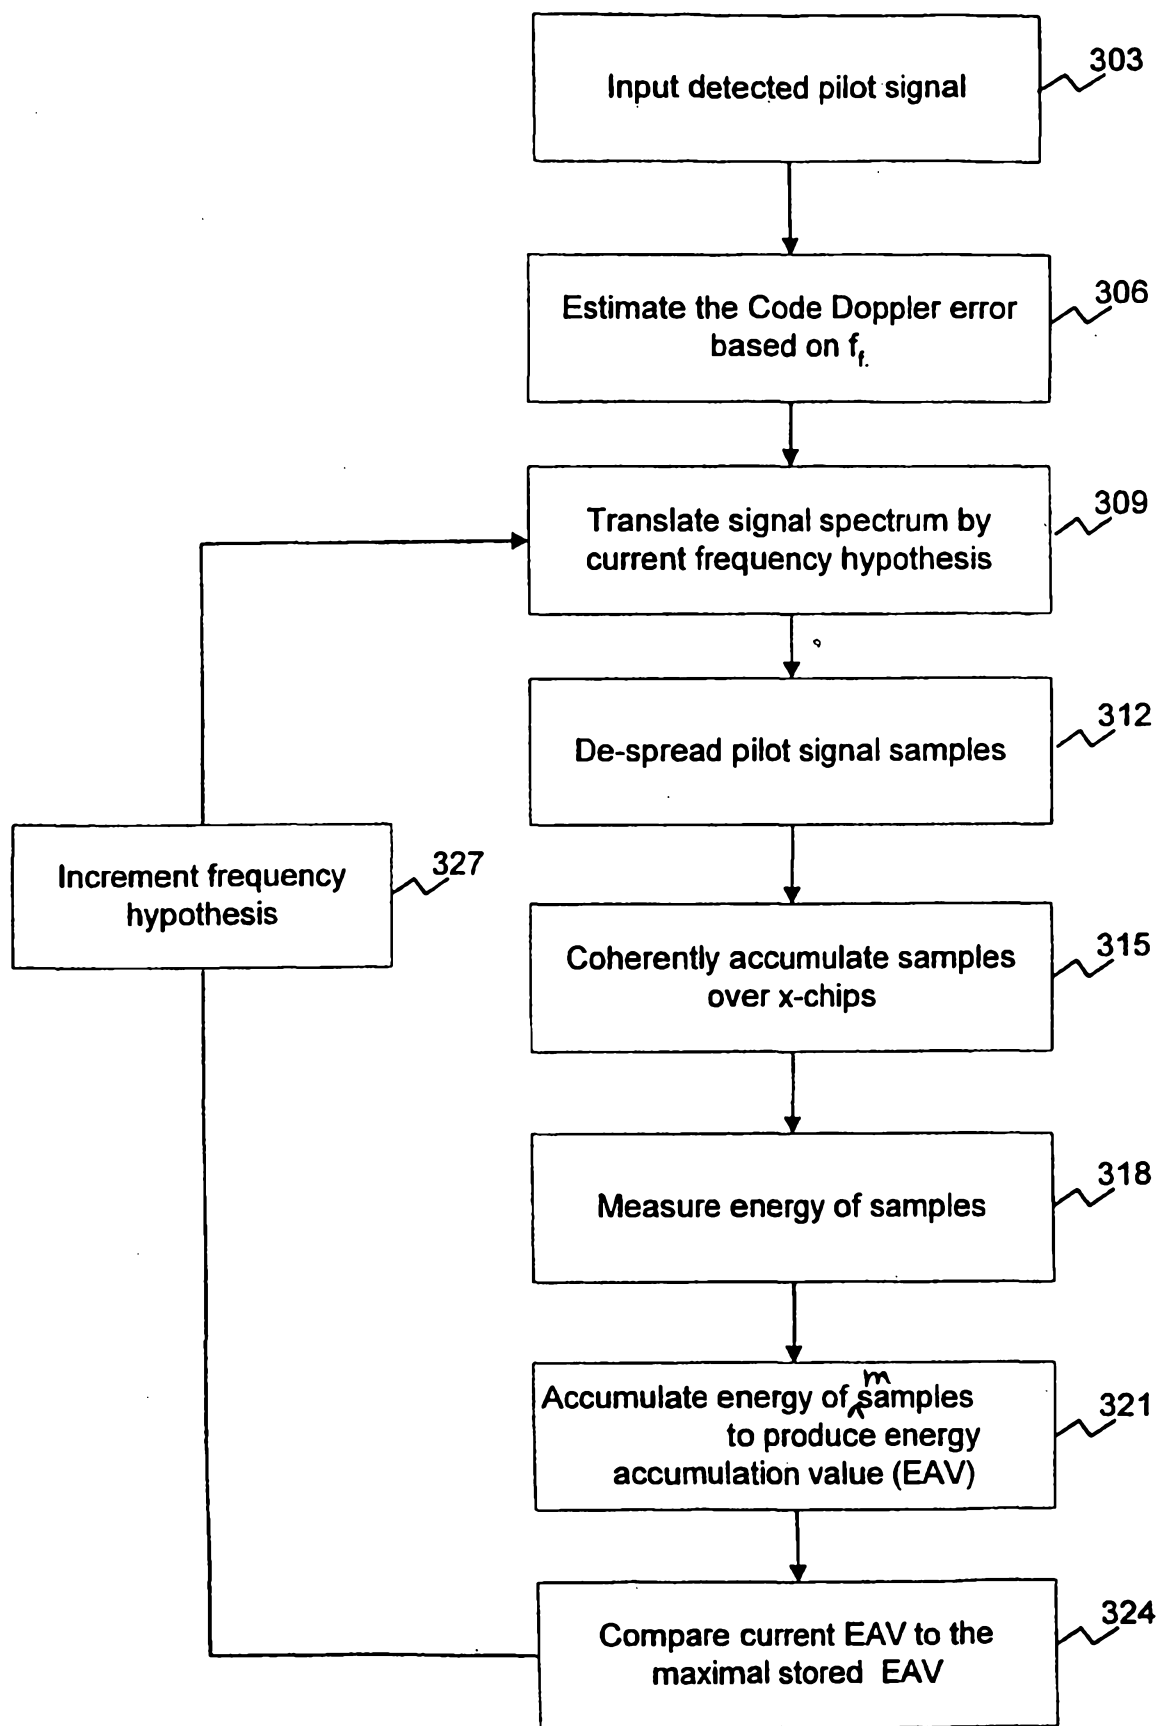 Input detected pilot signal
303
Estimate the Code Doppler error
based on f_f.
306
Translate signal spectrum by
current frequency hypothesis
309
De-spread pilot signal samples
312
Increment frequency
hypothesis
327
Coherently accumulate samples
over x-chips
315
Measure energy of samples
318
m
Accumulate energy of ‸ samples
to produce energy
accumulation value (EAV)
321
Compare current EAV to the
maximal stored EAV
324